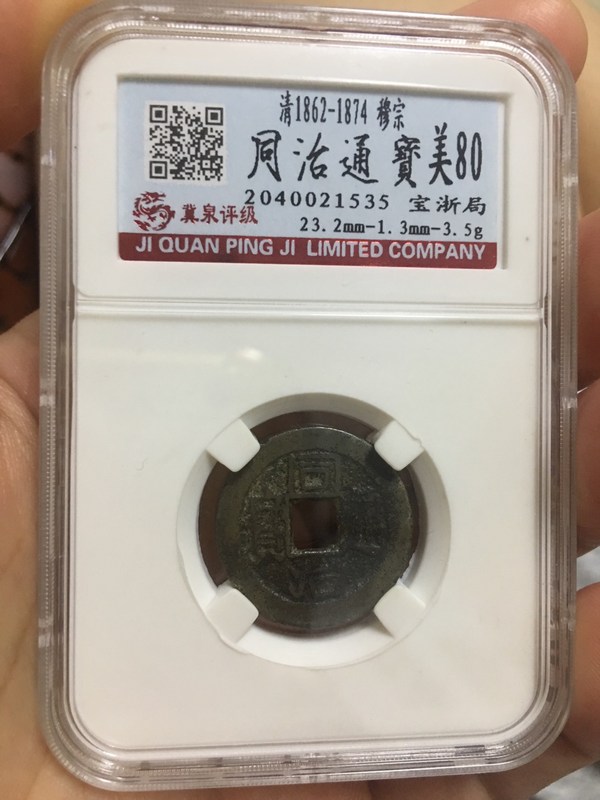 清1862-1874 穆宗
同治通寶美80
2040021535 宝浙局
冀泉评级
23.2mm-1.3mm-3.5g
JI QUAN PING JI LIMITED COMPANY
同